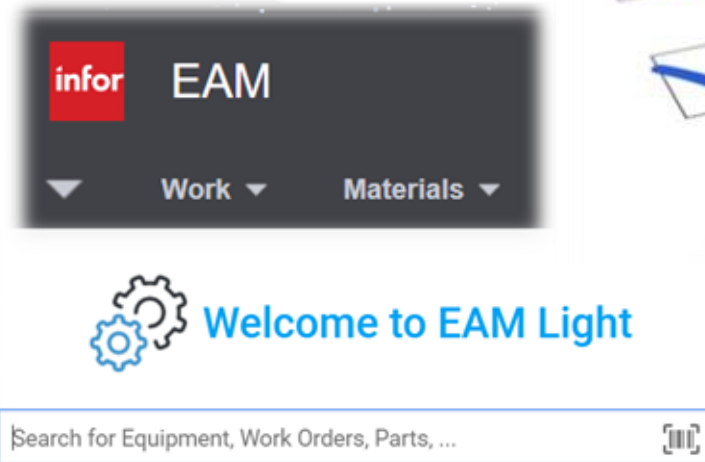 infor EAM
Work Materials
Welcome to EAM Light
Search for Equipment, Work Orders, Parts, ...